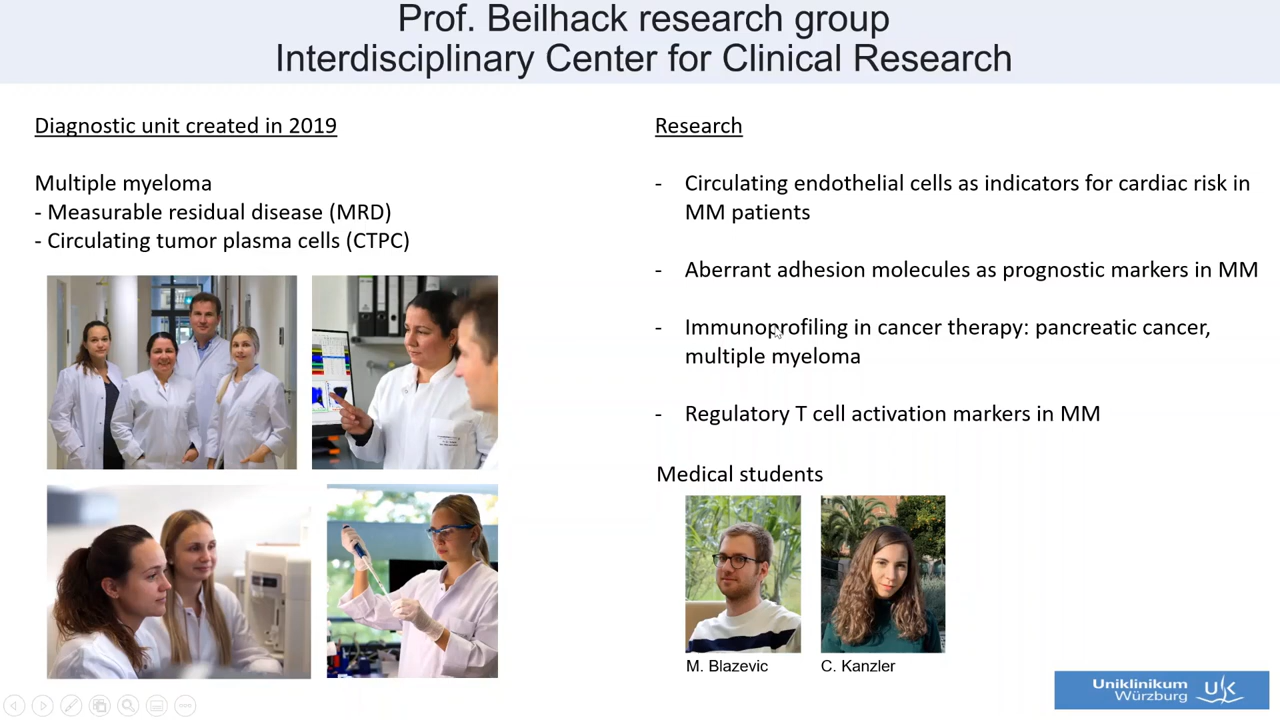 Prof. Beilhack research group
Interdisciplinary Center for Clinical Research
Diagnostic unit created in 2019
Multiple myeloma
- Measurable residual disease (MRD)
- Circulating tumor plasma cells (CTPC)
Research
- Circulating endothelial cells as indicators for cardiac risk in
MM patients
- Aberrant adhesion molecules as prognostic markers in MM
- Immunoprofiling in cancer therapy: pancreatic cancer,
multiple myeloma
- Regulatory T cell activation markers in MM
Medical students
M. Blazevic
C. Kanzler
Uniklinikum
Würzburg
UK